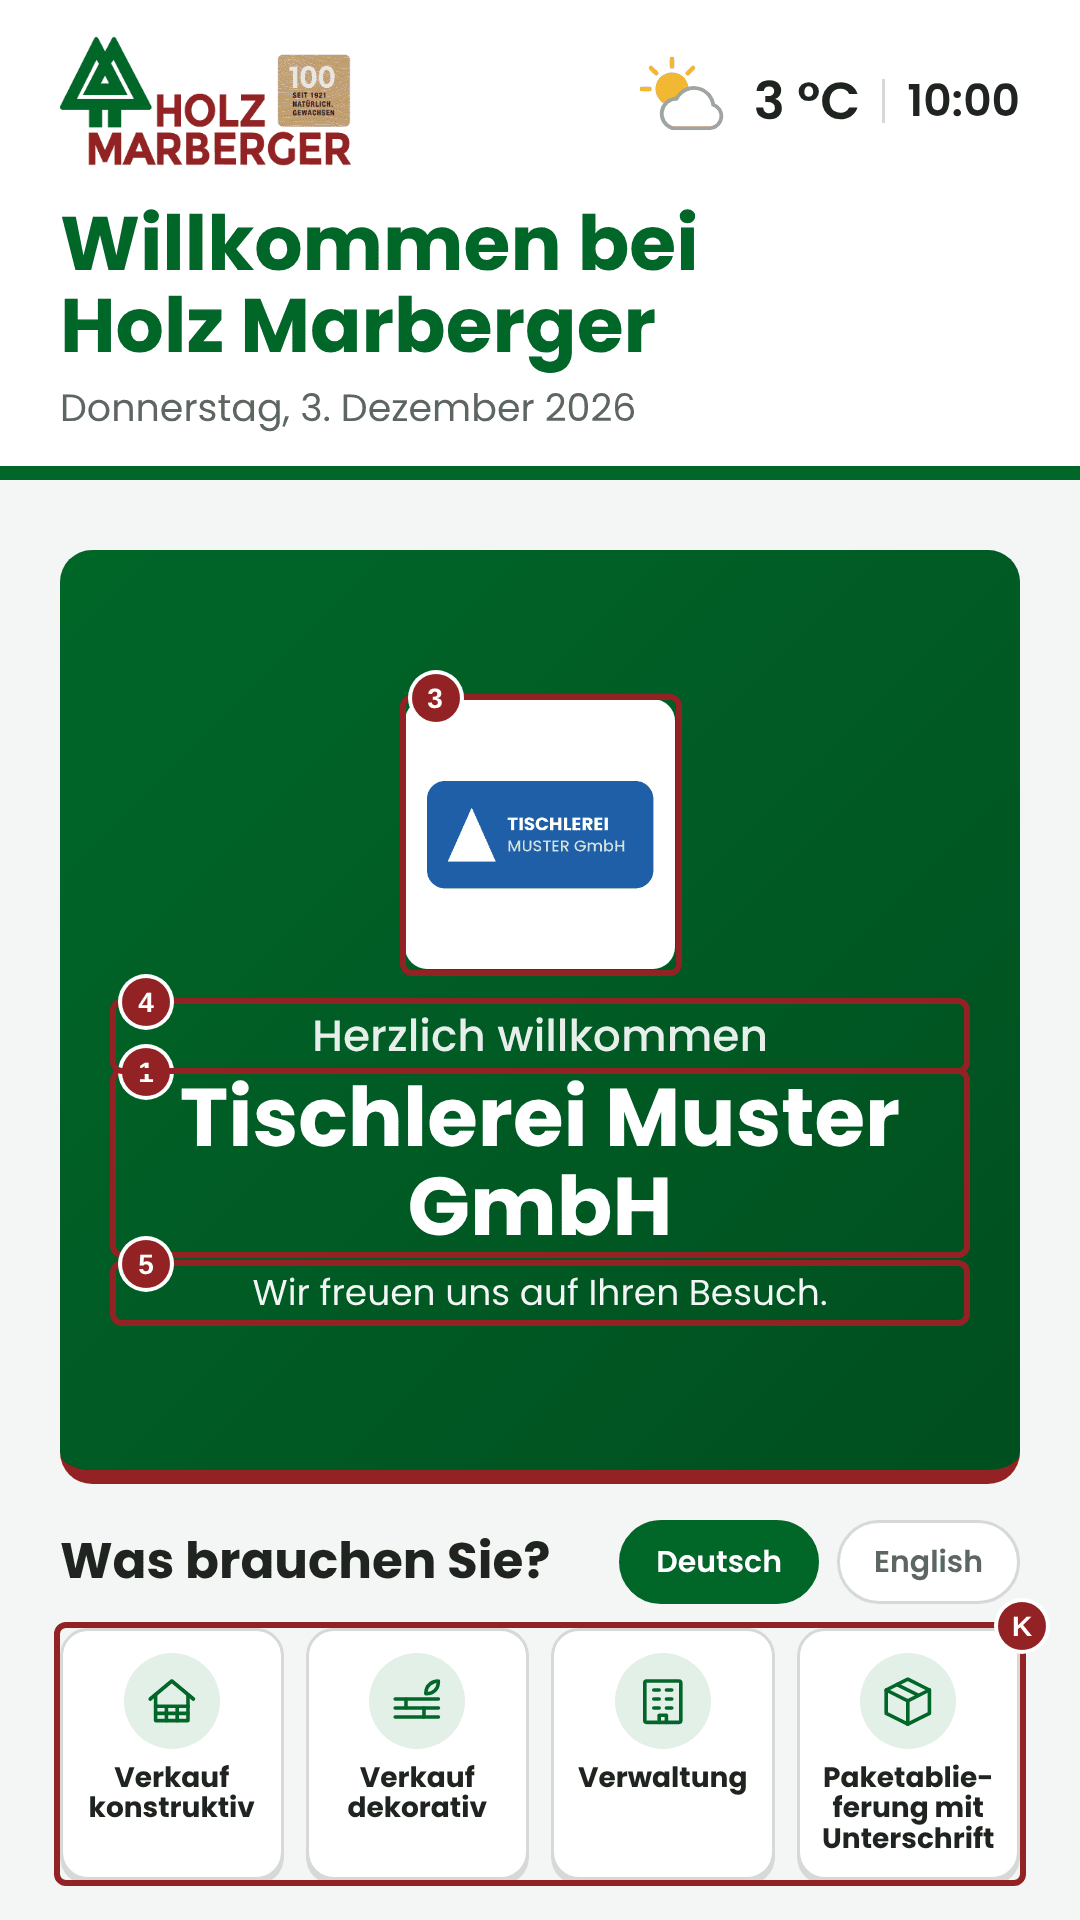 HOLZ
MARBERGER
100
SEIT 1921
NATÜRLICH.
GEWACHSEN
3 °C
10:00
Willkommen bei
Holz Marberger
Donnerstag, 3. Dezember 2026
3
TISCHLEREI
MUSTER GmbH
4
Herzlich willkommen
1
Tischlerei Muster
GmbH
5
Wir freuen uns auf Ihren Besuch.
Was brauchen Sie?
Deutsch
English
K
Verkauf
konstruktiv
Verkauf
dekorativ
Verwaltung
Paketablie-
ferung mit
Unterschrift